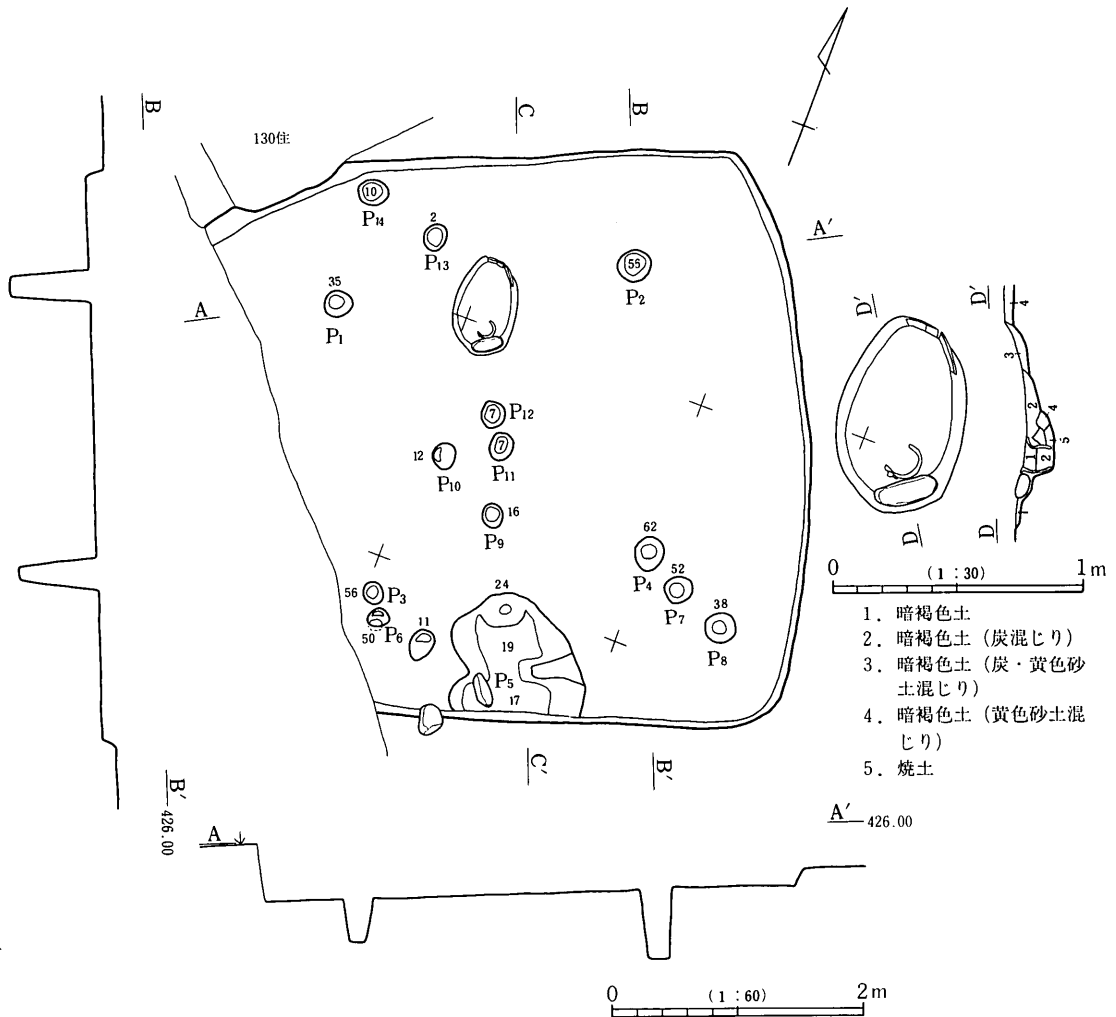 B
C
B
130住
10
P14
2
P13
A'
55
P2
35
P1
A
D'
D'
4
3
2
4
5
1
2
1
D
D
7
P12
7
P11
12
P10
16
P9
62
P4
52
P7
38
P8
56
P3
50
P6
11
24
19
P5
17
0
(1:30)
1m
1. 暗褐色土
2. 暗褐色土（炭混じり）
3. 暗褐色土（炭・黄色砂
土混じり）
4. 暗褐色土（黄色砂土混
じり）
5. 焼土
C'
B'
B'
426.00
A
A' 426.00
0
(1:60)
2m